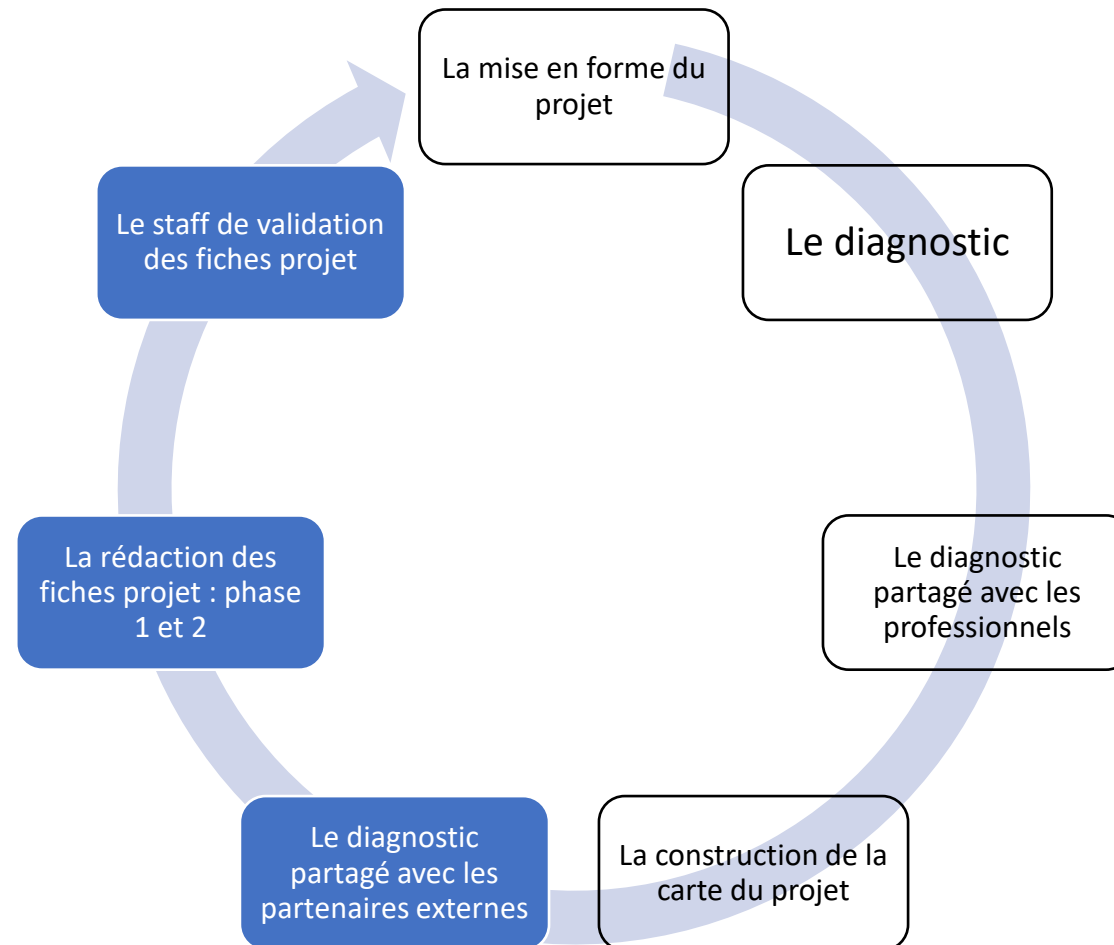 La mise en forme du
projet
Le diagnostic
Le diagnostic
partagé avec les
professionnels
La construction de la
carte du projet
Le diagnostic
partagé avec les
partenaires externes
La rédaction des
fiches projet : phase
1 et 2
Le staff de validation
des fiches projet